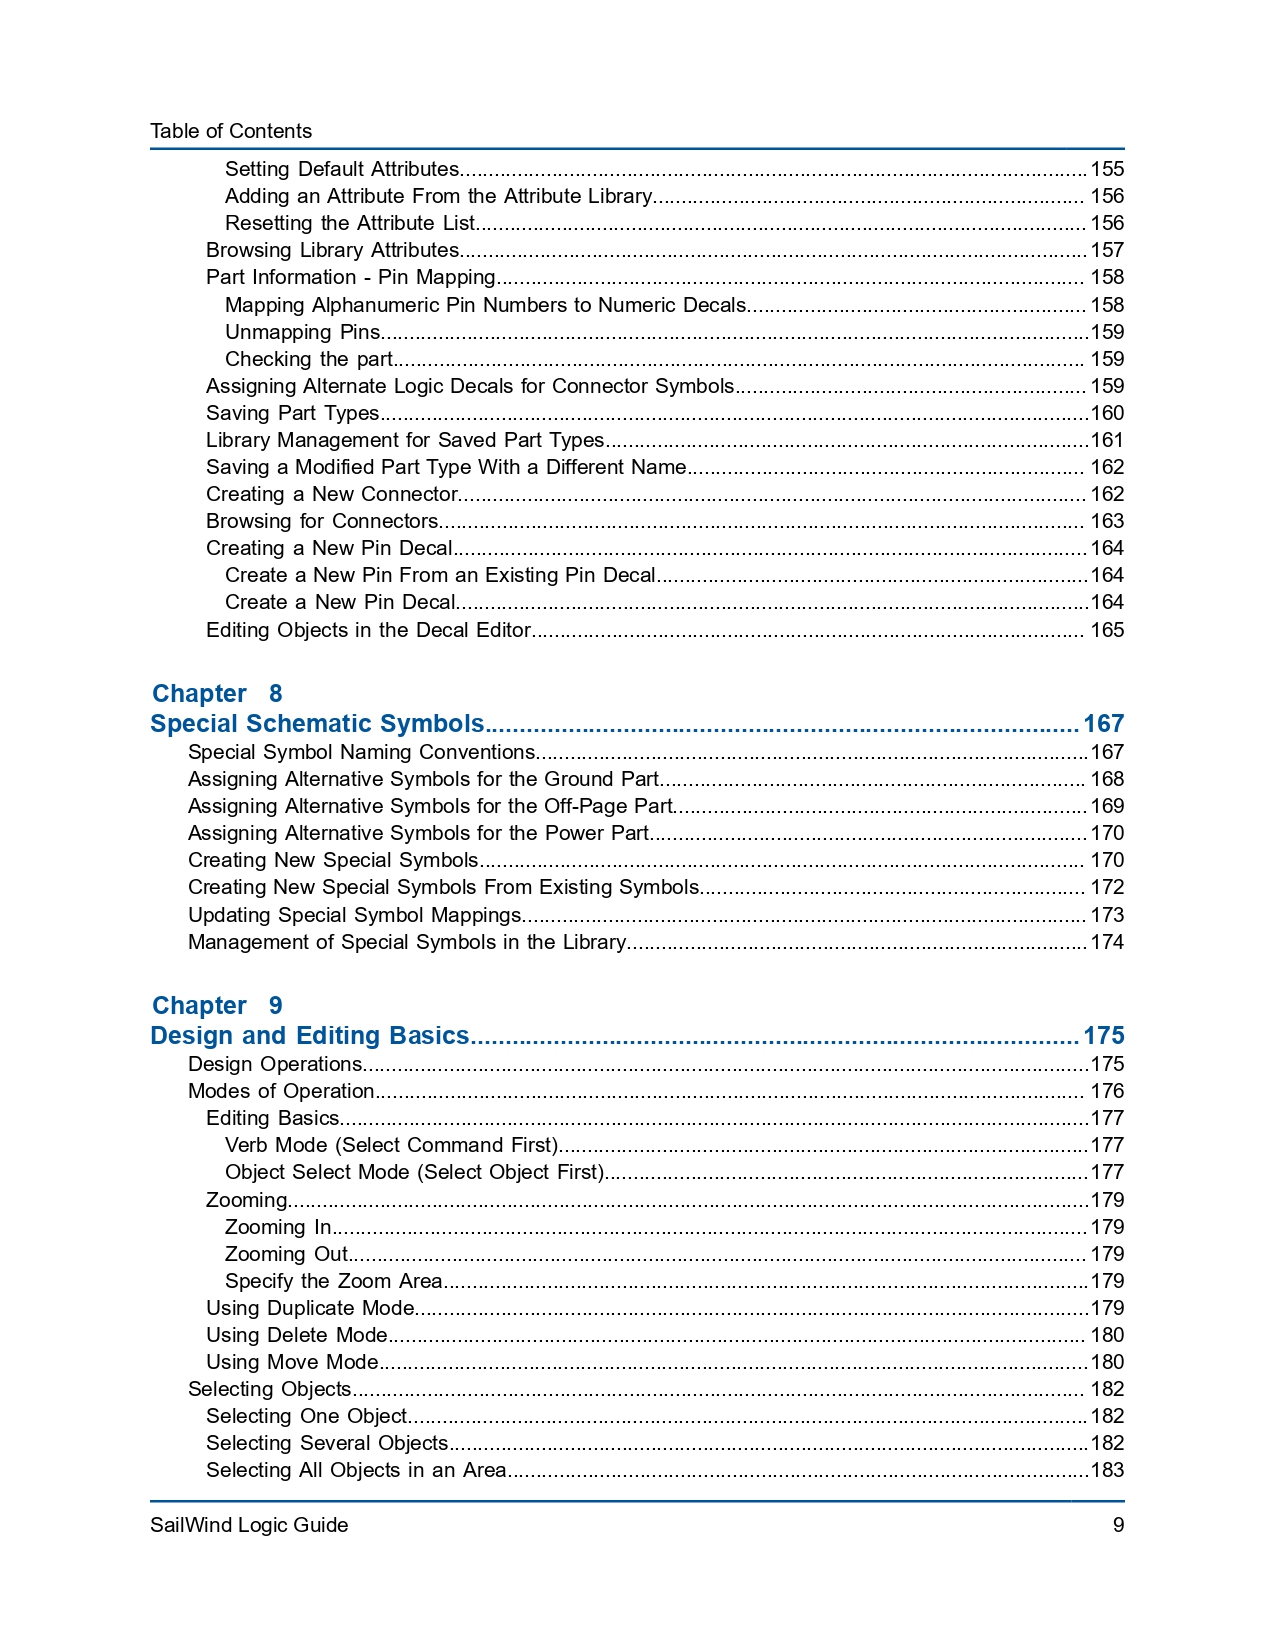 Table of Contents
Setting Default Attributes 155
Adding an Attribute From the Attribute Library 156
Resetting the Attribute List 156
Browsing Library Attributes 157
Part Information - Pin Mapping 158
Mapping Alphanumeric Pin Numbers to Numeric Decals 158
Unmapping Pins 159
Checking the part 159
Assigning Alternate Logic Decals for Connector Symbols 159
Saving Part Types 160
Library Management for Saved Part Types 161
Saving a Modified Part Type With a Different Name 162
Creating a New Connector 162
Browsing for Connectors 163
Creating a New Pin Decal 164
Create a New Pin From an Existing Pin Decal 164
Create a New Pin Decal 164
Editing Objects in the Decal Editor 165
Chapter 8
Special Schematic Symbols 167
Special Symbol Naming Conventions 167
Assigning Alternative Symbols for the Ground Part 168
Assigning Alternative Symbols for the Off-Page Part 169
Assigning Alternative Symbols for the Power Part 170
Creating New Special Symbols 170
Creating New Special Symbols From Existing Symbols 172
Updating Special Symbol Mappings 173
Management of Special Symbols in the Library 174
Chapter 9
Design and Editing Basics 175
Design Operations 175
Modes of Operation 176
Editing Basics 177
Verb Mode (Select Command First) 177
Object Select Mode (Select Object First) 177
Zooming 179
Zooming In 179
Zooming Out 179
Specify the Zoom Area 179
Using Duplicate Mode 179
Using Delete Mode 180
Using Move Mode 180
Selecting Objects 182
Selecting One Object 182
Selecting Several Objects 182
Selecting All Objects in an Area 183
SailWind Logic Guide 9